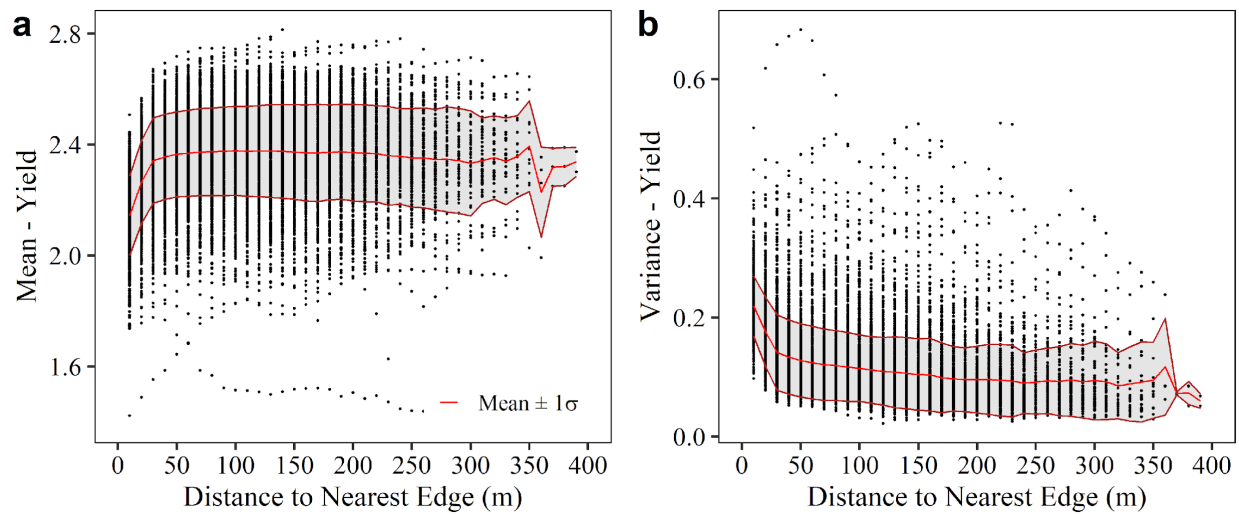 a
2.8
2.4
2.0
1.6
Mean - Yield
Mean ± 1σ
0 50 100 150 200 250 300 350 400
Distance to Nearest Edge (m)
b
0.6
0.4
0.2
0.0
Variance - Yield
0 50 100 150 200 250 300 350 400
Distance to Nearest Edge (m)